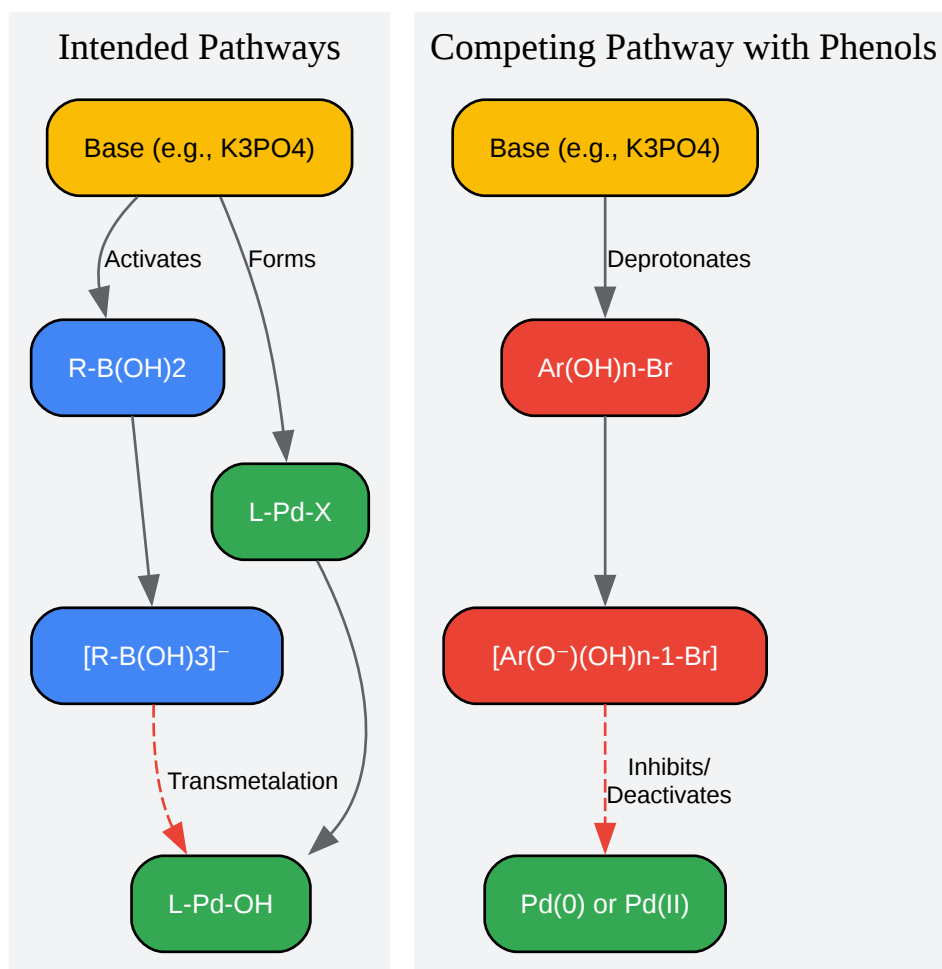 Intended Pathways
Base (e.g., K3PO4)
Activates
Forms
R-B(OH)2
L-Pd-X
[R-B(OH)3]⁻
Transmetalation
L-Pd-OH
Competing Pathway with Phenols
Base (e.g., K3PO4)
Deprotonates
Ar(OH)n-Br
[Ar(O⁻)(OH)n-1-Br]
Inhibits/
Deactivates
Pd(0) or Pd(II)